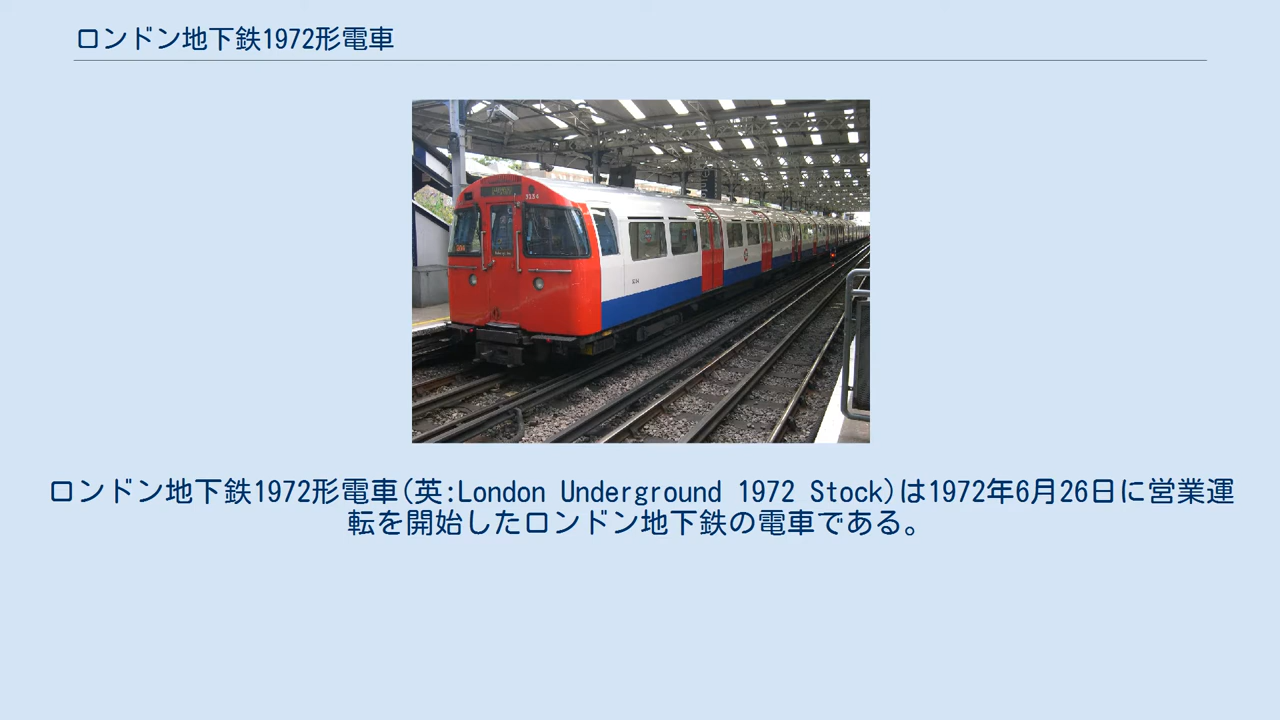 ロンドン地下鉄1972形電車
ロンドン地下鉄1972形電車(英:London Underground 1972 Stock)は1972年6月26日に営業運
転を開始したロンドン地下鉄の電車である。